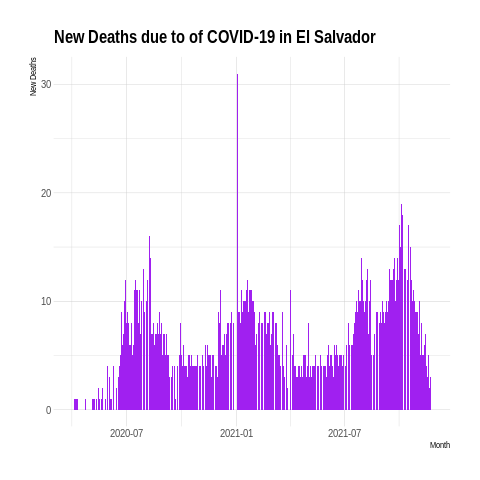 New Deaths due to of COVID-19 in El Salvador
New Deaths
30
20
10
0
2020-07
2021-01
2021-07
Month